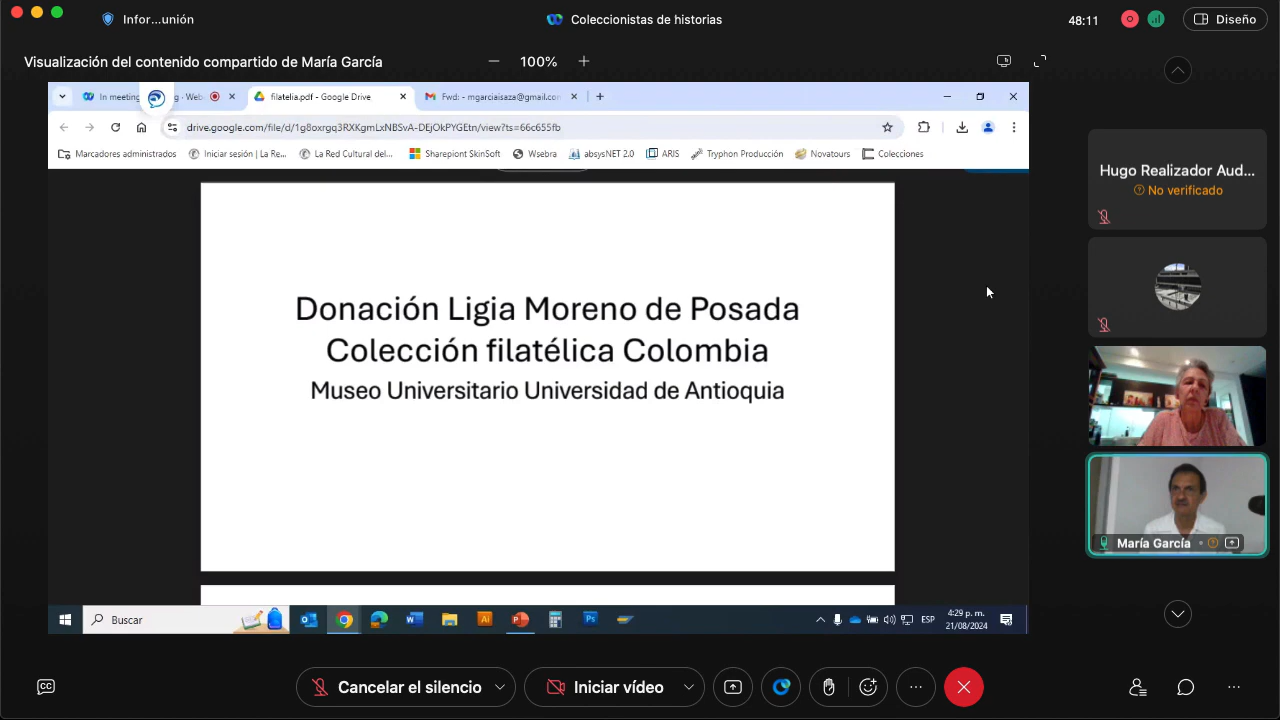 Infor...unión
Coleccionistas de historias
48:11
Diseño
Visualización del contenido compartido de María García
100%
In meeting
g · Web
filatelia.pdf - Google Drive
Fwd: - mgarciaisaza@gmail.con
drive.google.com/file/d/1g8oxrgq3RXKgmLxNBSvA-DEjOkPYGEtn/view?ts=66c655fb
Marcadores administrados
Iniciar sesión | La Re...
La Red Cultural del...
Sharepiont SkinSoft
Wsebra
absysNET 2.0
ARIS
Tryphon Producción
Novatours
Colecciones
Donación Ligia Moreno de Posada
Colección filatélica Colombia
Museo Universitario Universidad de Antioquia
Hugo Realizador Aud...
No verificado
María García
Buscar
ESP
4:29 p. m.
21/08/2024
CC
Cancelar el silencio
Iniciar vídeo